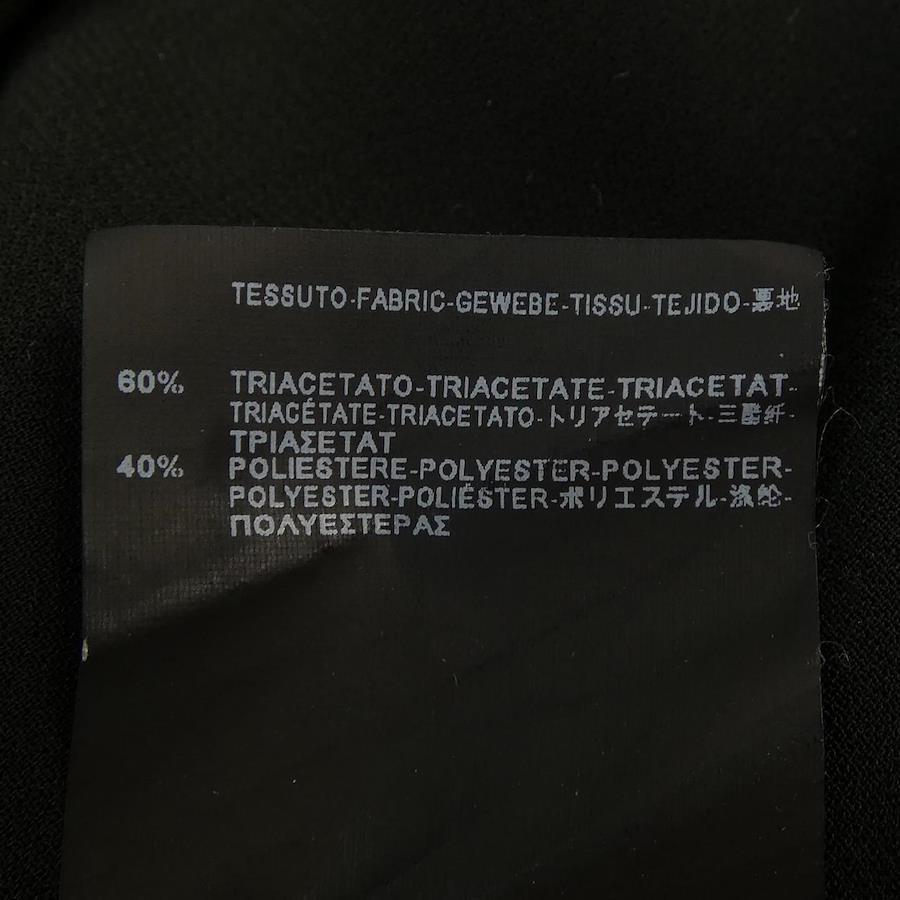 TESSUTO-FABRIC-GEWEBE-TISSU-TEJIDO-裏地
60% TRIACETATO-TRIACETATE-TRIACETAT-
TRIACÉTATE-TRIACETATO-トリアセテート-三醋纤-
ΤΡΙΑΣΕΤΑΤ
40% POLIESTERE-POLYESTER-POLYESTER-
POLYESTER-POLIÉSTER-ポリエステル-涤纶-
ΠΟΛΥΕΣΤΕΡΑΣ